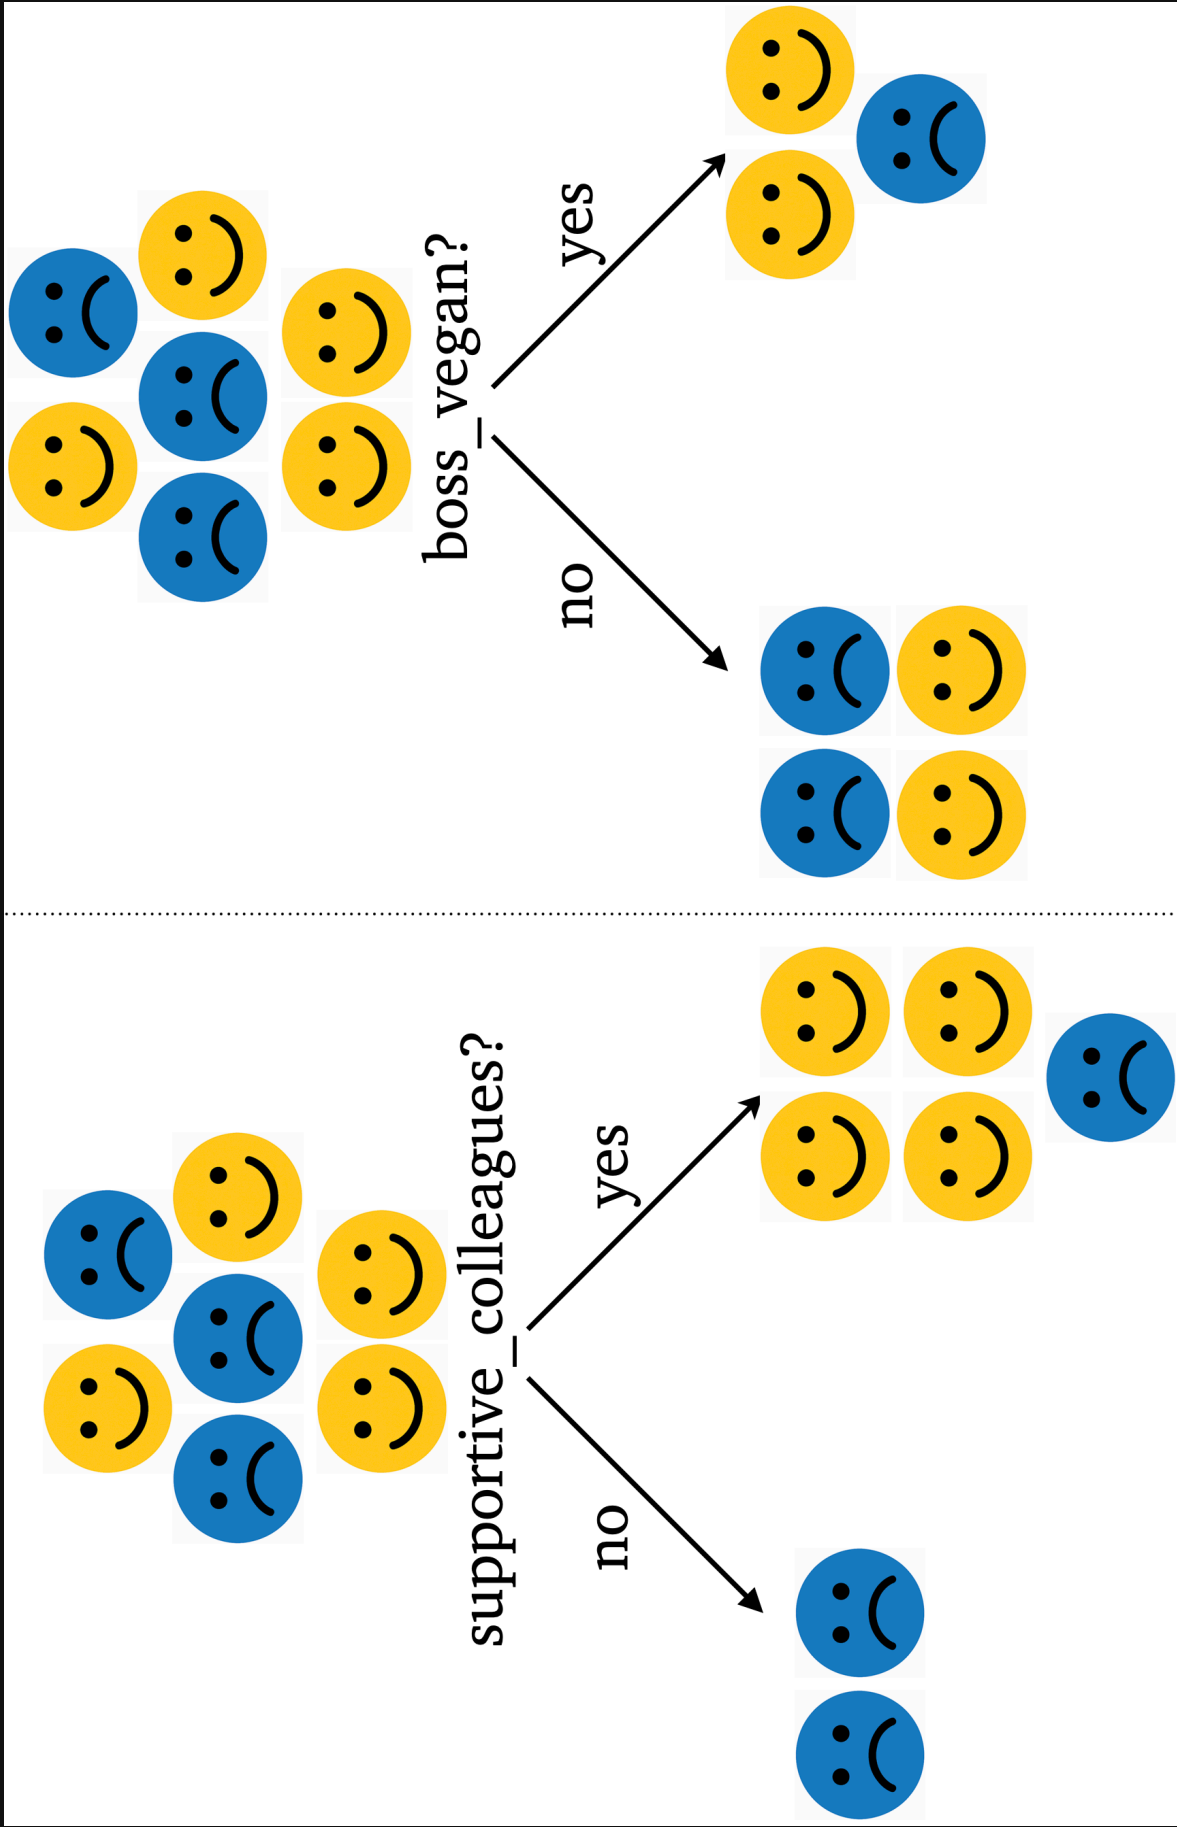 supportive_colleagues?
no
yes
boss_vegan?
no
yes